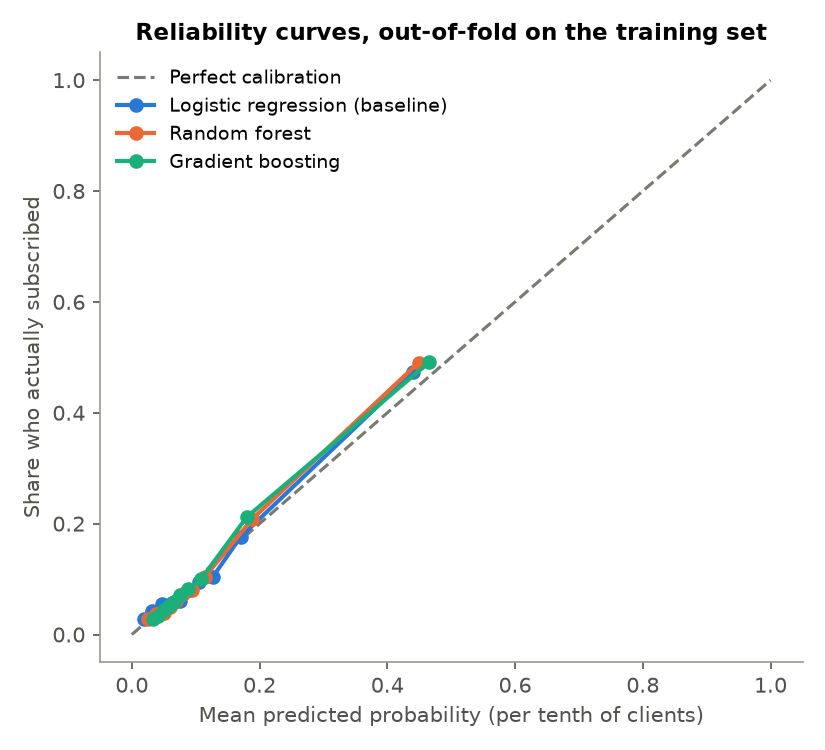 Reliability curves, out-of-fold on the training set
Perfect calibration
Logistic regression (baseline)
Random forest
Gradient boosting
Share who actually subscribed
1.0
0.8
0.6
0.4
0.2
0.0
0.0 0.2 0.4 0.6 0.8 1.0
Mean predicted probability (per tenth of clients)